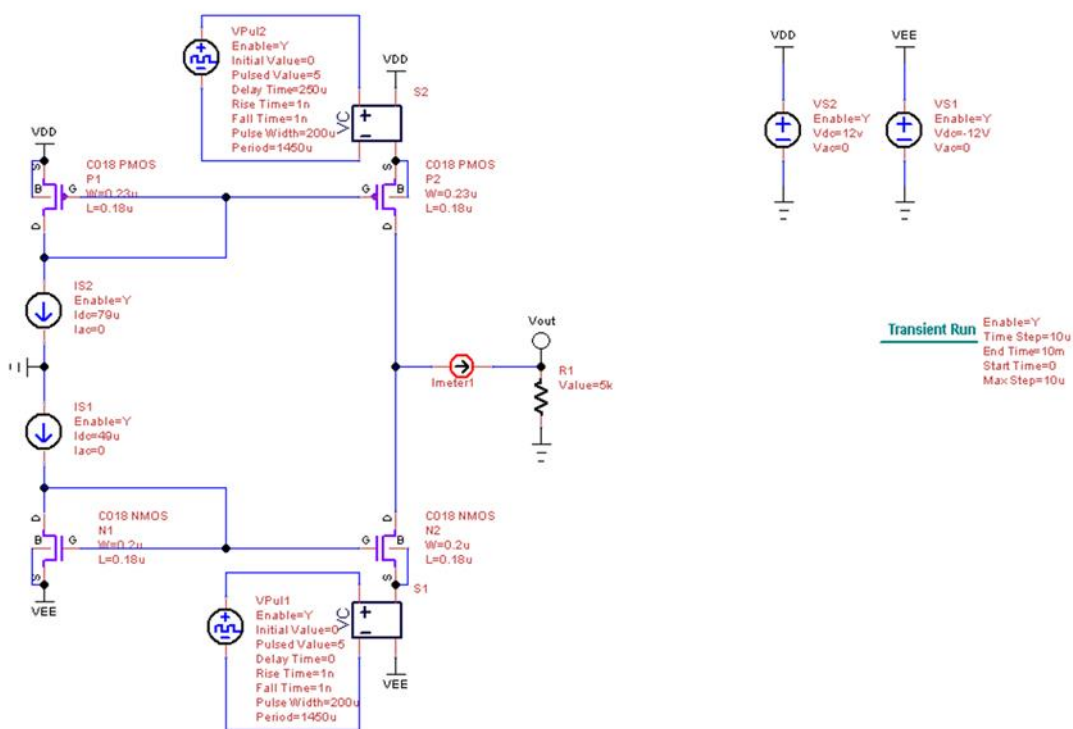 VPul2
Enable=Y
Initial Value=0
Pulsed Value=5
Delay Time=250u
Rise Time=1n
Fall Time=1n
Pulse Width=200u
Period=1450u
VC
VDD
S2
VDD
VS2
Enable=Y
Vdc=12v
Vac=0
VEE
VS1
Enable=Y
Vdc=-12V
Vac=0
VDD
S
B
G
D
C018 PMOS
P1
W=0.23u
L=0.18u
C018 PMOS
P2
W=0.23u
L=0.18u
G
S
B
D
IS2
Enable=Y
Idc=79u
Iac=0
IS1
Enable=Y
Idc=49u
Iac=0
Imeter1
Vout
R1
Value=5k
Transient Run
Enable=Y
Time Step=10u
End Time=10m
Start Time=0
Max Step=10u
D
B
G
S
VEE
C018 NMOS
N1
W=0.2u
L=0.18u
C018 NMOS
N2
W=0.2u
L=0.18u
G
D
B
S
S1
VPul1
Enable=Y
Initial Value=0
Pulsed Value=5
Delay Time=0
Rise Time=1n
Fall Time=1n
Pulse Width=200u
Period=1450u
VC
VEE